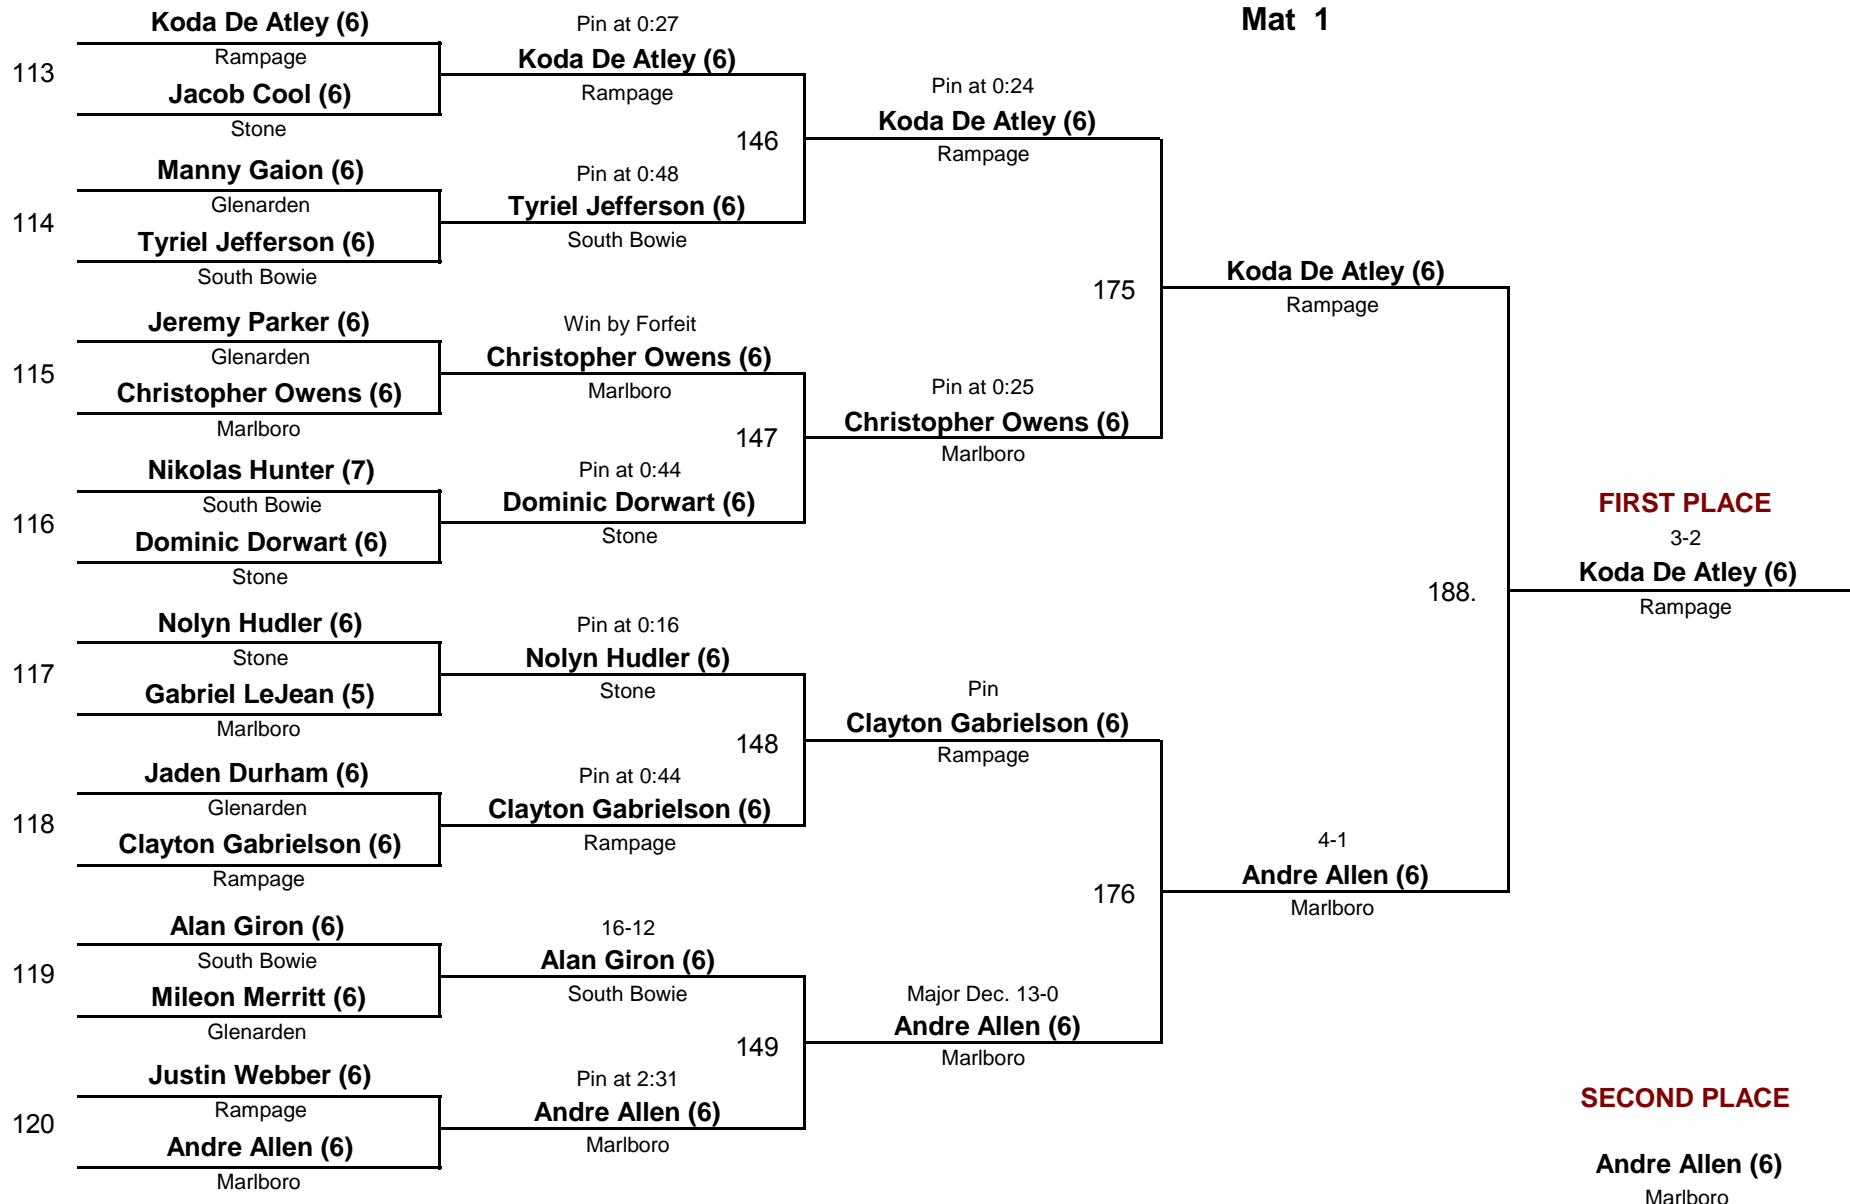 Mat 1
Koda De Atley (6)
Rampage
113
Jacob Cool (6)
Stone
Manny Gaion (6)
Glenarden
114
Tyriel Jefferson (6)
South Bowie
Jeremy Parker (6)
Glenarden
115
Christopher Owens (6)
Marlboro
Nikolas Hunter (7)
South Bowie
116
Dominic Dorwart (6)
Stone
Nolyn Hudler (6)
Stone
117
Gabriel LeJean (5)
Marlboro
Jaden Durham (6)
Glenarden
118
Clayton Gabrielson (6)
Rampage
Alan Giron (6)
South Bowie
119
Mileon Merritt (6)
Glenarden
Justin Webber (6)
Rampage
120
Andre Allen (6)
Marlboro
Pin at 0:27
Koda De Atley (6)
Rampage
146
Pin at 0:48
Tyriel Jefferson (6)
South Bowie
Win by Forfeit
Christopher Owens (6)
Marlboro
147
Pin at 0:44
Dominic Dorwart (6)
Stone
Pin at 0:16
Nolyn Hudler (6)
Stone
148
Pin at 0:44
Clayton Gabrielson (6)
Rampage
16-12
Alan Giron (6)
South Bowie
149
Pin at 2:31
Andre Allen (6)
Marlboro
Pin at 0:24
Koda De Atley (6)
Rampage
175
Pin at 0:25
Christopher Owens (6)
Marlboro
Pin
Clayton Gabrielson (6)
Rampage
176
Major Dec. 13-0
Andre Allen (6)
Marlboro
Koda De Atley (6)
Rampage
188.
4-1
Andre Allen (6)
Marlboro
FIRST PLACE
3-2
Koda De Atley (6)
Rampage
SECOND PLACE
Andre Allen (6)
Marlboro